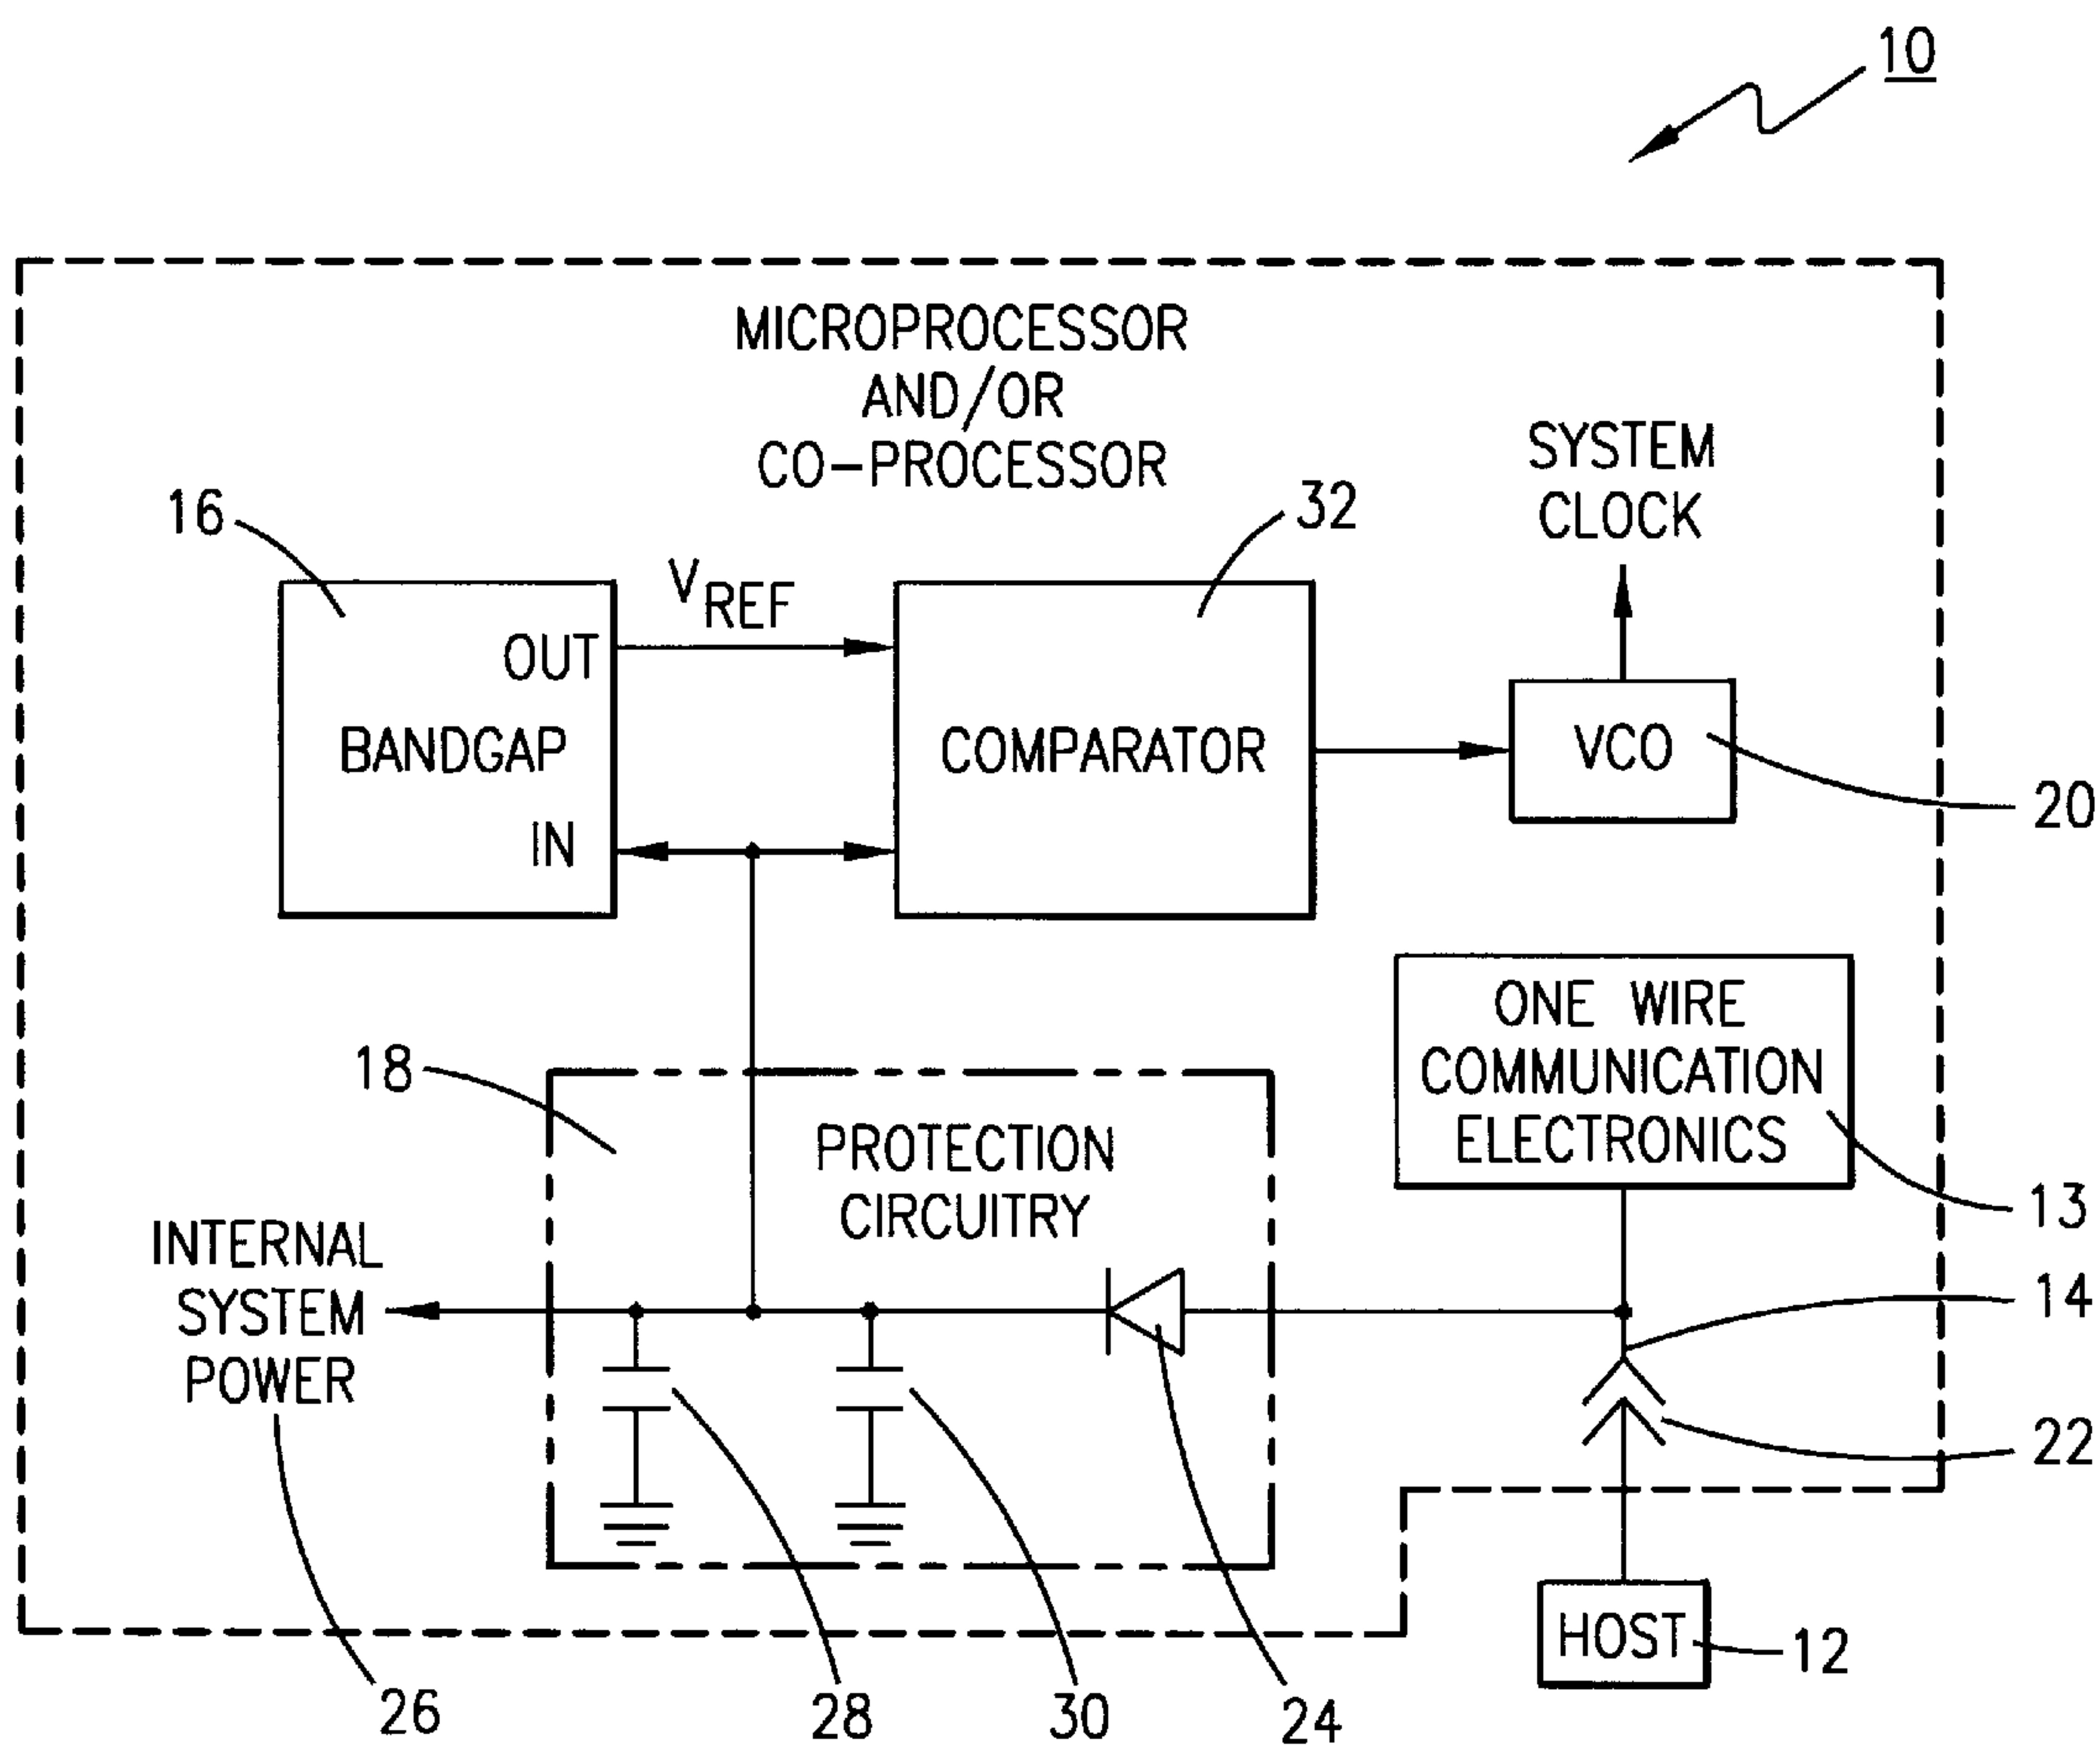 10
MICROPROCESSOR
AND/OR
CO-PROCESSOR
SYSTEM
CLOCK
16
32
VREF
OUT
BANDGAP
IN
COMPARATOR
VCO
20
ONE WIRE
COMMUNICATION
ELECTRONICS
13
18
PROTECTION
CIRCUITRY
INTERNAL
SYSTEM
POWER
14
22
HOST
12
26
28
30
24